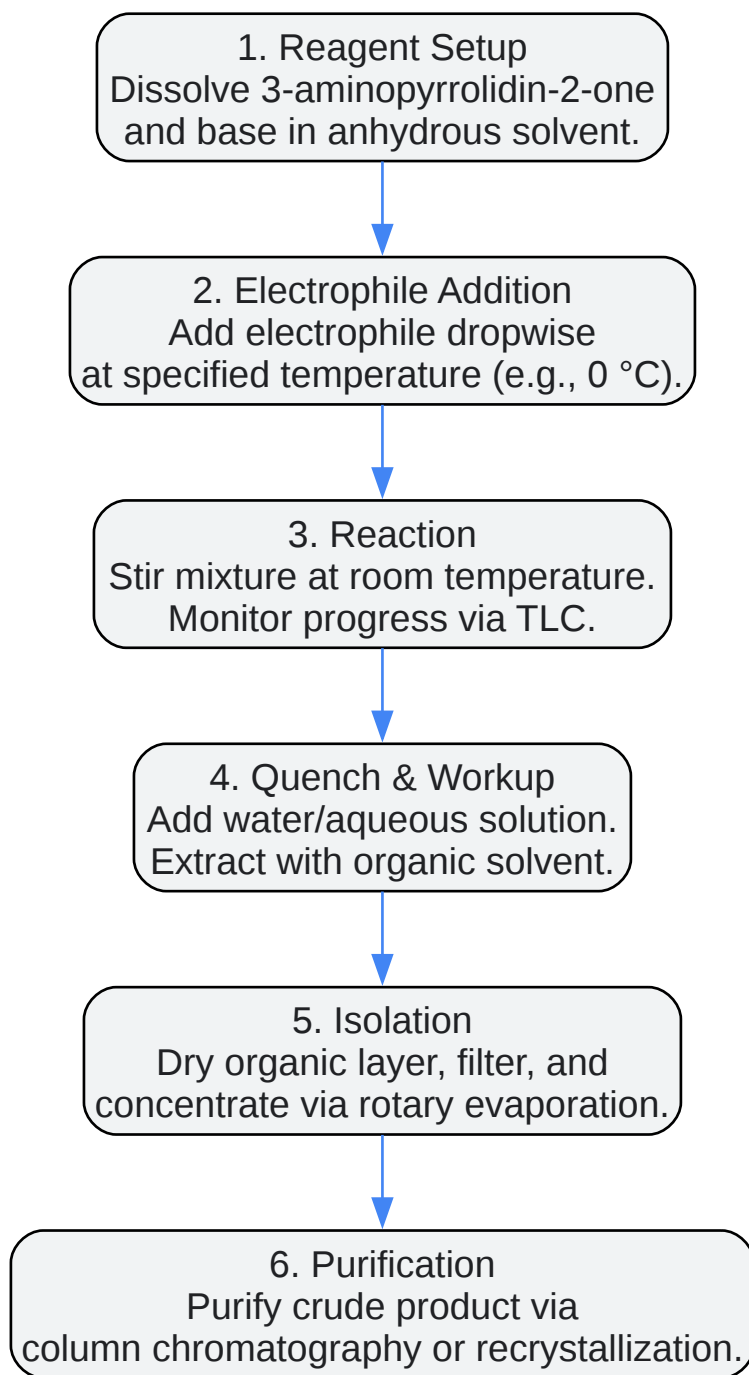 1. Reagent Setup
Dissolve 3-aminopyrrolidin-2-one
and base in anhydrous solvent.
2. Electrophile Addition
Add electrophile dropwise
at specified temperature (e.g., 0 °C).
3. Reaction
Stir mixture at room temperature.
Monitor progress via TLC.
4. Quench & Workup
Add water/aqueous solution.
Extract with organic solvent.
5. Isolation
Dry organic layer, filter, and
concentrate via rotary evaporation.
6. Purification
Purify crude product via
column chromatography or recrystallization.